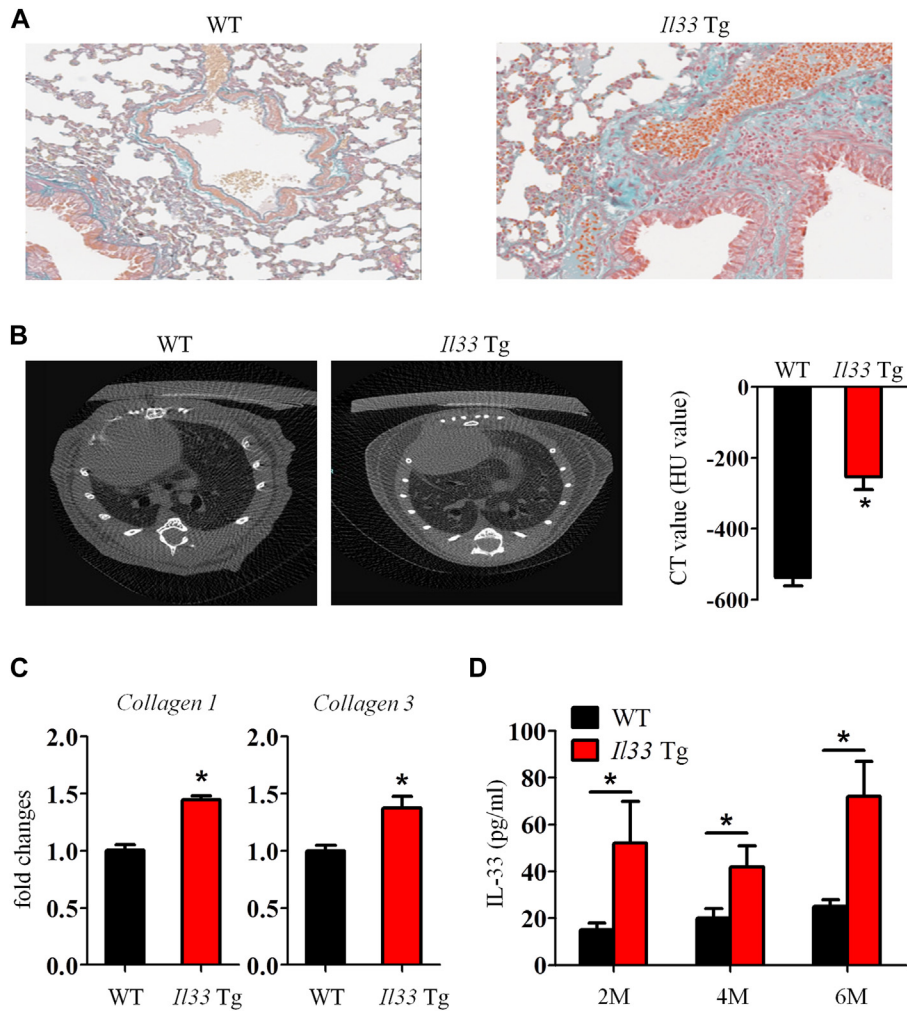 A
WT
Il33 Tg
B
WT
Il33 Tg
WT Il33 Tg
CT value (HU value)
0
-200
-400
-600
*
C
Collagen 1
fold changes
2.0
1.5
1.0
0.5
0.0
*
WT Il33 Tg
Collagen 3
2.0
1.5
1.0
0.5
0.0
*
WT Il33 Tg
D
WT
Il33 Tg
IL-33 (pg/ml)
100
80
60
40
20
0
*
*
*
2M 4M 6M